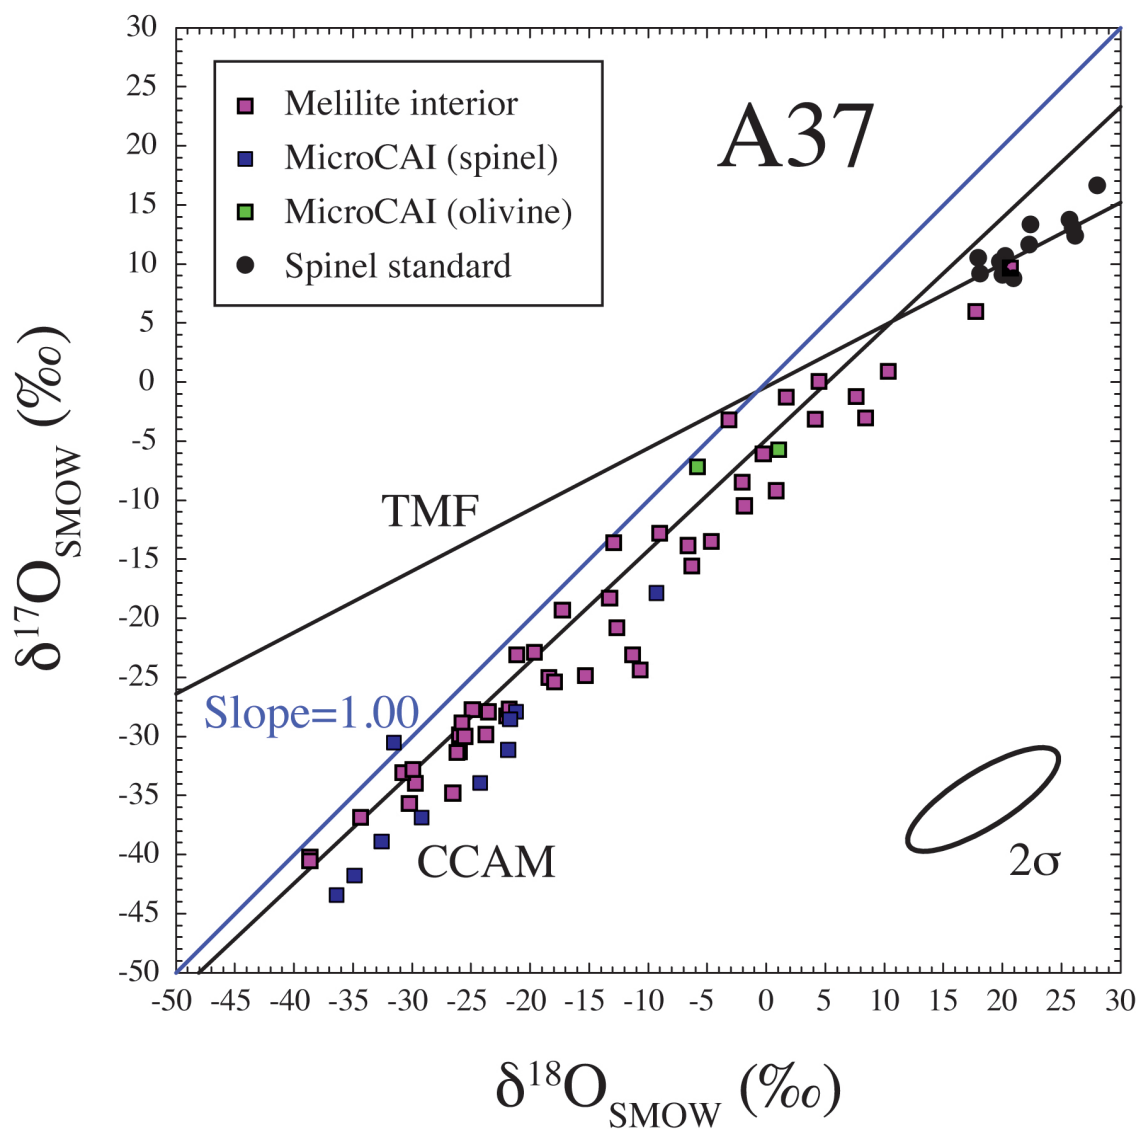 A37
Melilite interior
MicroCAI (spinel)
MicroCAI (olivine)
Spinel standard
TMF
Slope=1.00
CCAM
2σ
30
25
20
15
10
5
0
-5
-10
-15
-20
-25
-30
-35
-40
-45
-50
δ¹⁷O_SMOW (‰)
-50 -45 -40 -35 -30 -25 -20 -15 -10 -5 0 5 10 15 20 25 30
δ¹⁸O_SMOW (‰)